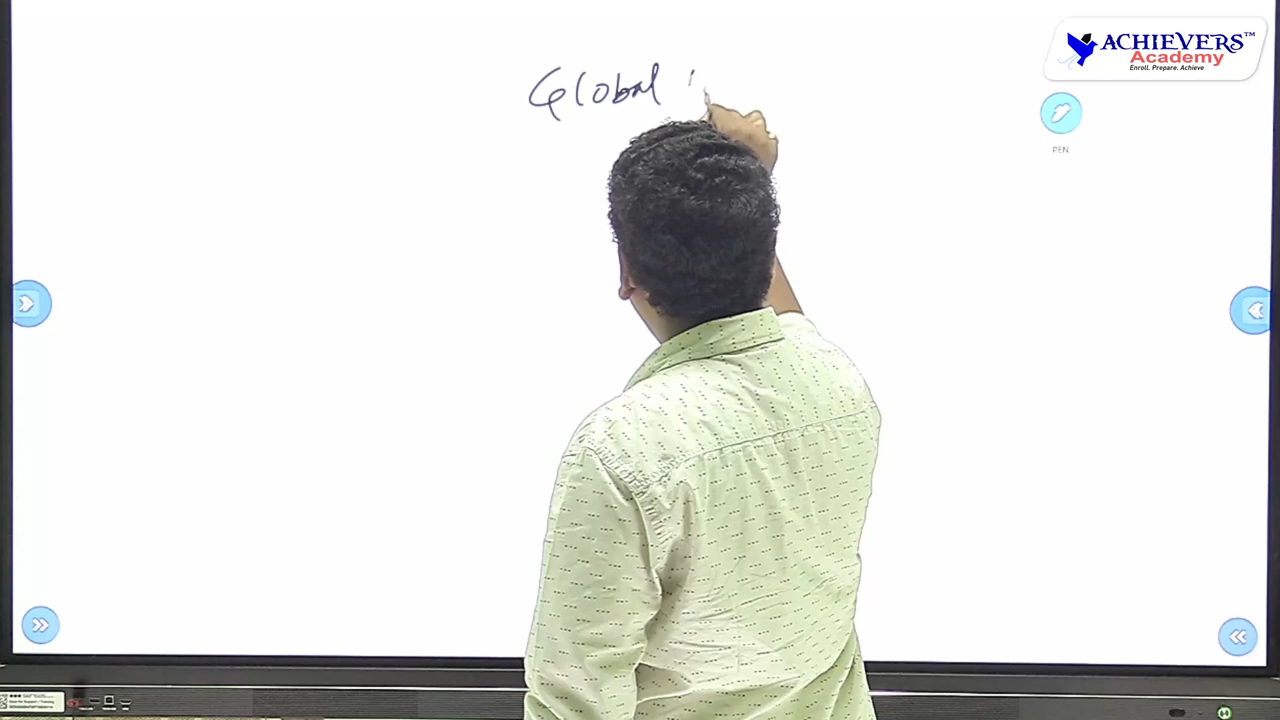 ACHIEVERS™
Academy
Enroll. Prepare. Achieve
Global
PEN